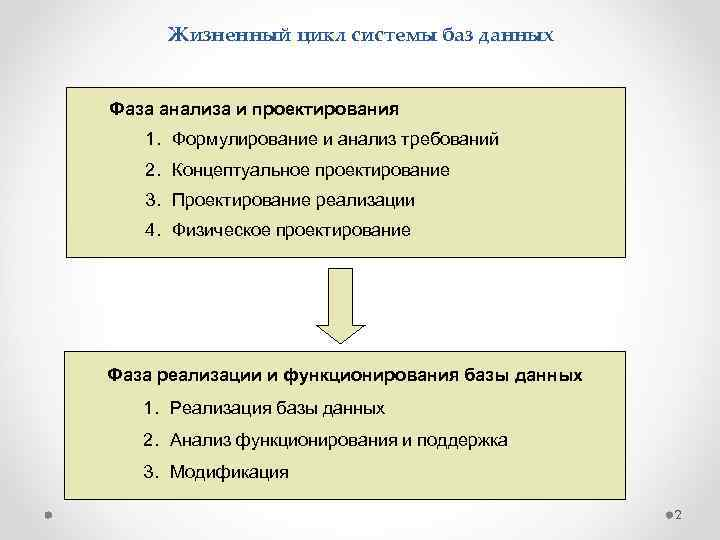 Жизненный цикл системы баз данных
Фаза анализа и проектирования
1. Формулирование и анализ требований
2. Концептуальное проектирование
3. Проектирование реализации
4. Физическое проектирование
Фаза реализации и функционирования базы данных
1. Реализация базы данных
2. Анализ функционирования и поддержка
3. Модификация
2